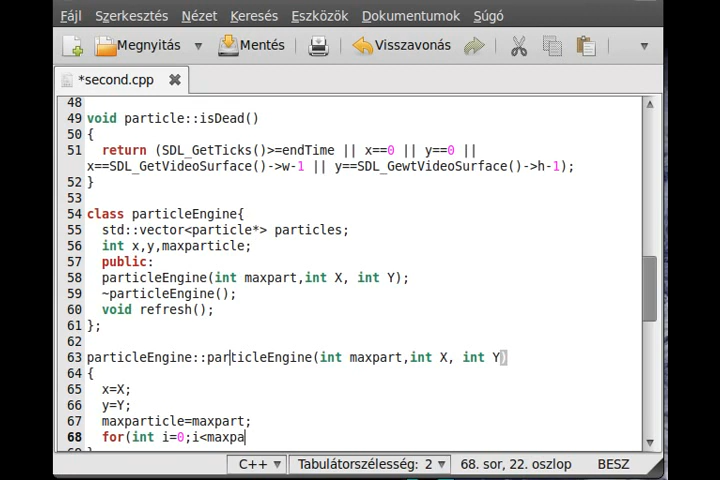 Fájl Szerkesztés Nézet Keresés Eszközök Dokumentumok Súgó
Megnyitás Mentés Visszavonás
*second.cpp
48
49 void particle::isDead()
50 {
51 return (SDL_GetTicks()>=endTime || x==0 || y==0 ||
x==SDL_GetVideoSurface()->w-1 || y==SDL_GewtVideoSurface()->h-1);
52 }
53
54 class particleEngine{
55 std::vector<particle*> particles;
56 int x,y,maxparticle;
57 public:
58 particleEngine(int maxpart,int X, int Y);
59 ~particleEngine();
60 void refresh();
61 };
62
63 particleEngine::particleEngine(int maxpart,int X, int Y)
64 {
65 x=X;
66 y=Y;
67 maxparticle=maxpart;
68 for(int i=0;i<maxpa
C++ Tabulátorszélesség: 2 68. sor, 22. oszlop BESZ